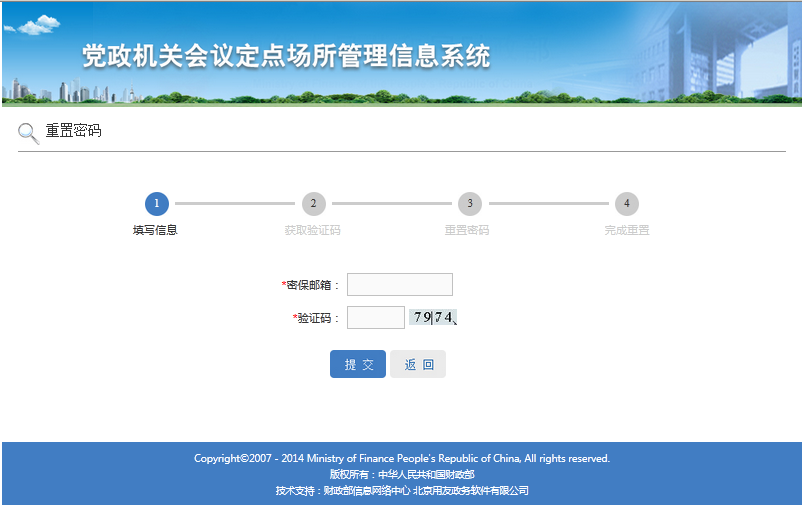 党政机关会议定点场所管理信息系统
重置密码
1 2 3 4
填写信息 获取验证码 重置密码 完成重置
*密保邮箱：
*验证码： 7974
提 交 返 回
Copyright©2007 - 2014 Ministry of Finance People's Republic of China, All rights reserved.
版权所有：中华人民共和国财政部
技术支持：财政部信息网络中心 北京用友政务软件有限公司